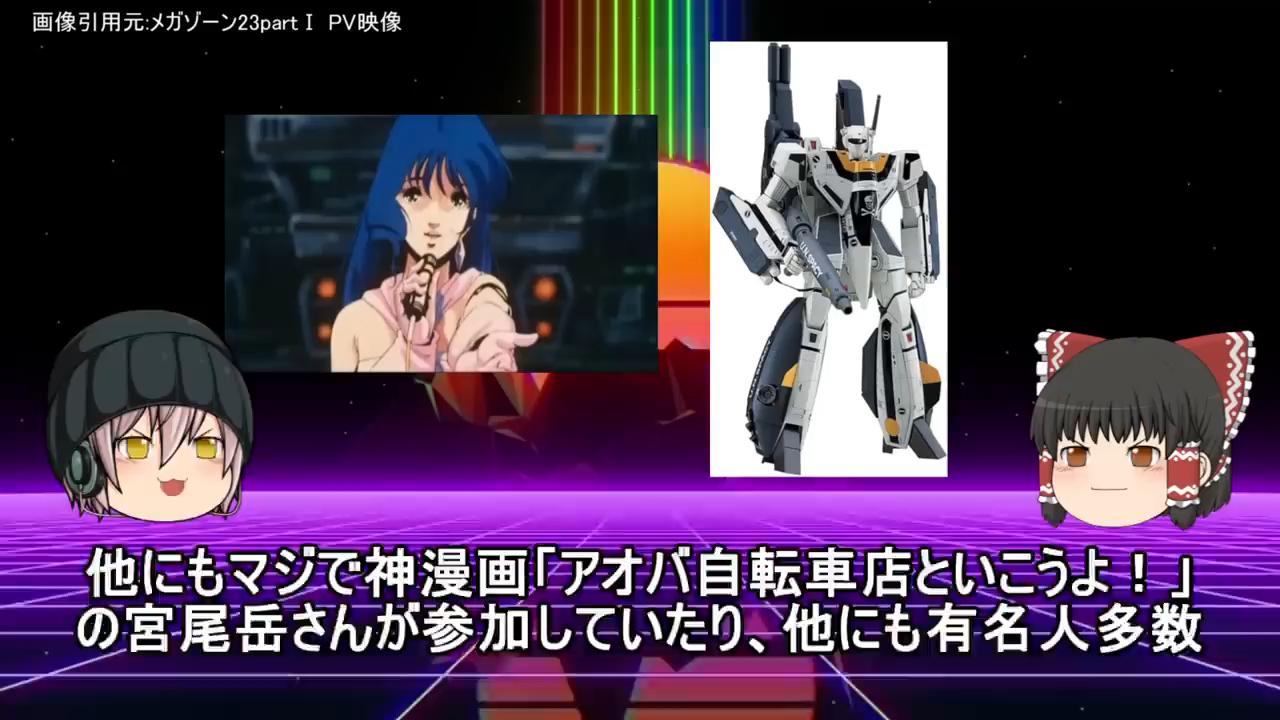 画像引用元:メガゾーン23partⅠ PV映像
U.N.SPACY
他にもマジで神漫画「アオバ自転車店といこうよ！」
の宮尾岳さんが参加していたり、他にも有名人多数